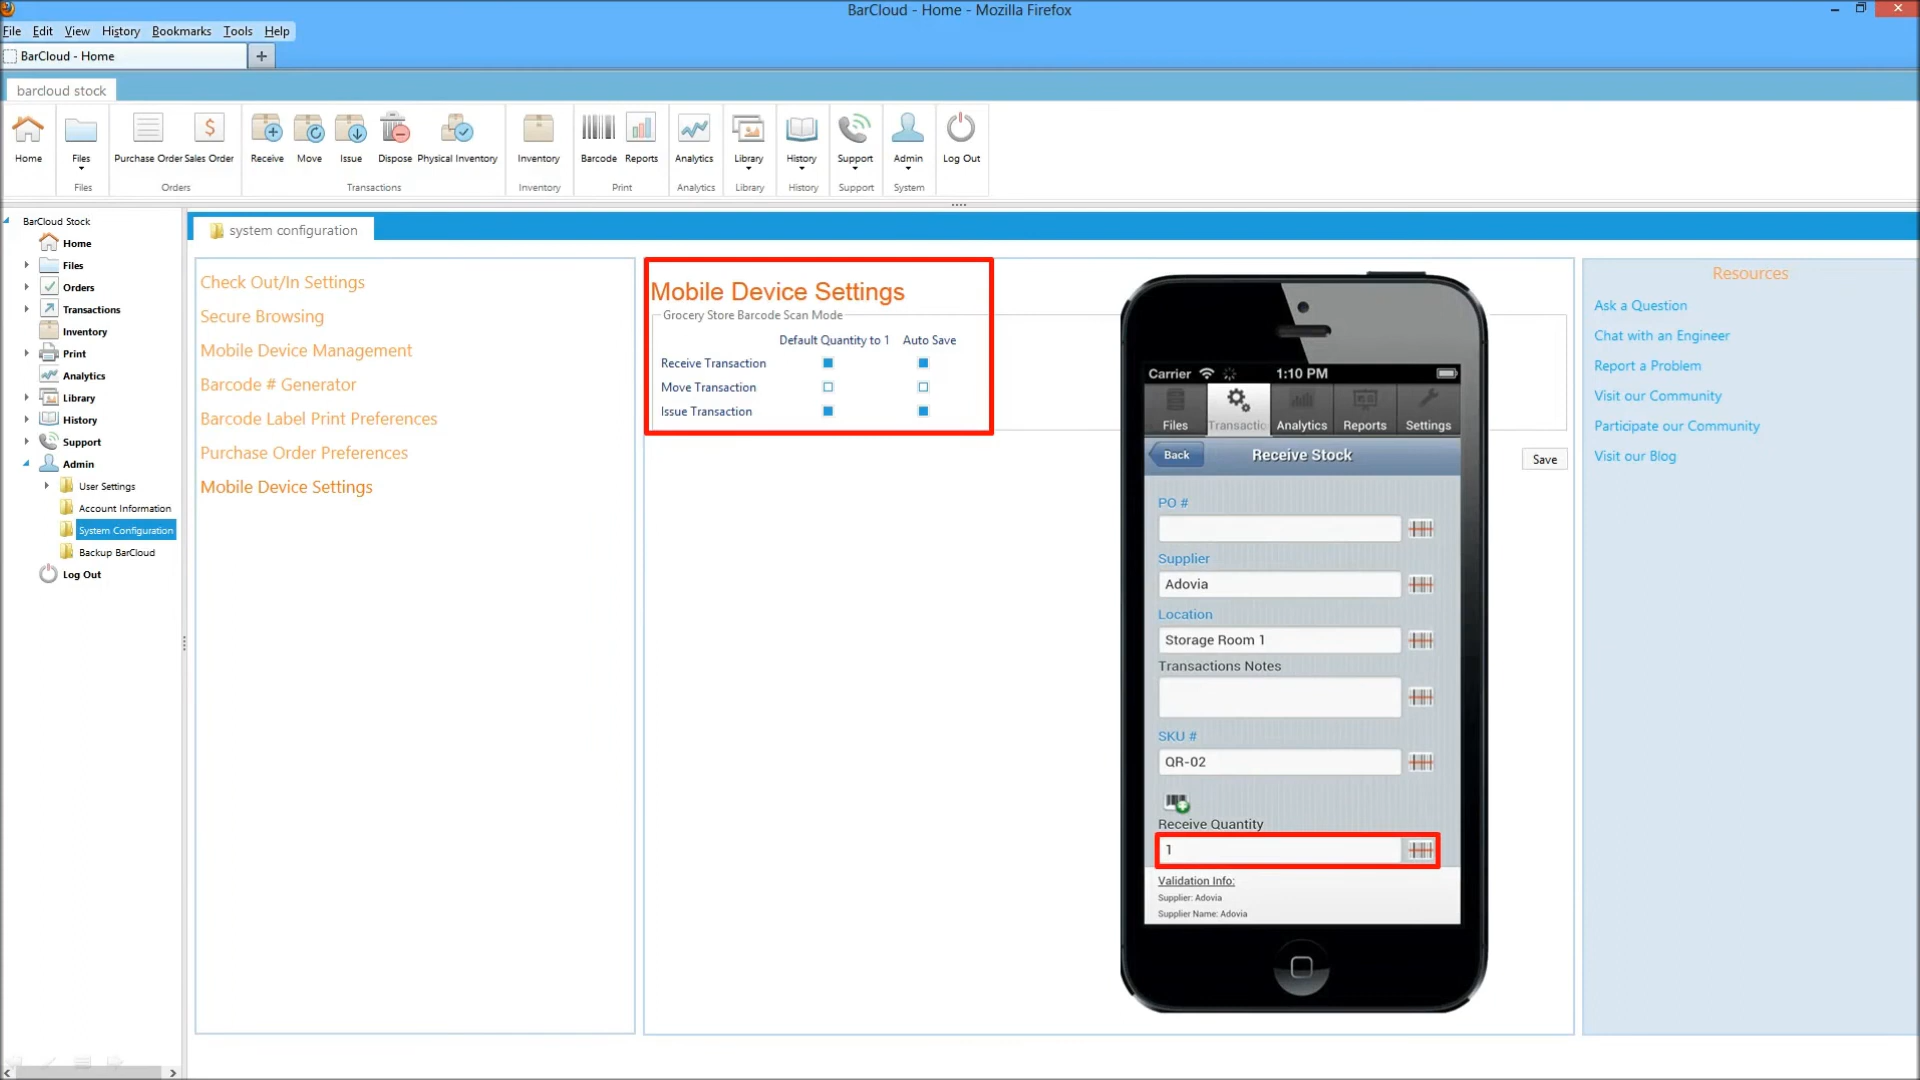 BarCloud - Home - Mozilla Firefox
File Edit View History Bookmarks Tools Help
BarCloud - Home +
barcloud stock
Home Files Purchase Order Sales Order Receive Move Issue Dispose Physical Inventory Inventory Barcode Reports Analytics Library History Support Admin Log Out
Files Orders Transactions Inventory Print Analytics Library History Support System
BarCloud Stock
Home
Files
Orders
Transactions
Inventory
Print
Analytics
Library
History
Support
Admin
User Settings
Account Information
System Configuration
Backup BarCloud
Log Out
system configuration
Check Out/In Settings
Secure Browsing
Mobile Device Management
Barcode # Generator
Barcode Label Print Preferences
Purchase Order Preferences
Mobile Device Settings
Mobile Device Settings
Grocery Store Barcode Scan Mode
Default Quantity to 1 Auto Save
Receive Transaction
Move Transaction
Issue Transaction
Save
Carrier 1:10 PM
Files Transactio Analytics Reports Settings
Back Receive Stock
PO #
Supplier
Adovia
Location
Storage Room 1
Transactions Notes
SKU #
QR-02
Receive Quantity
1
Validation Info:
Supplier: Adovia
Supplier Name: Adovia
Resources
Ask a Question
Chat with an Engineer
Report a Problem
Visit our Community
Participate our Community
Visit our Blog